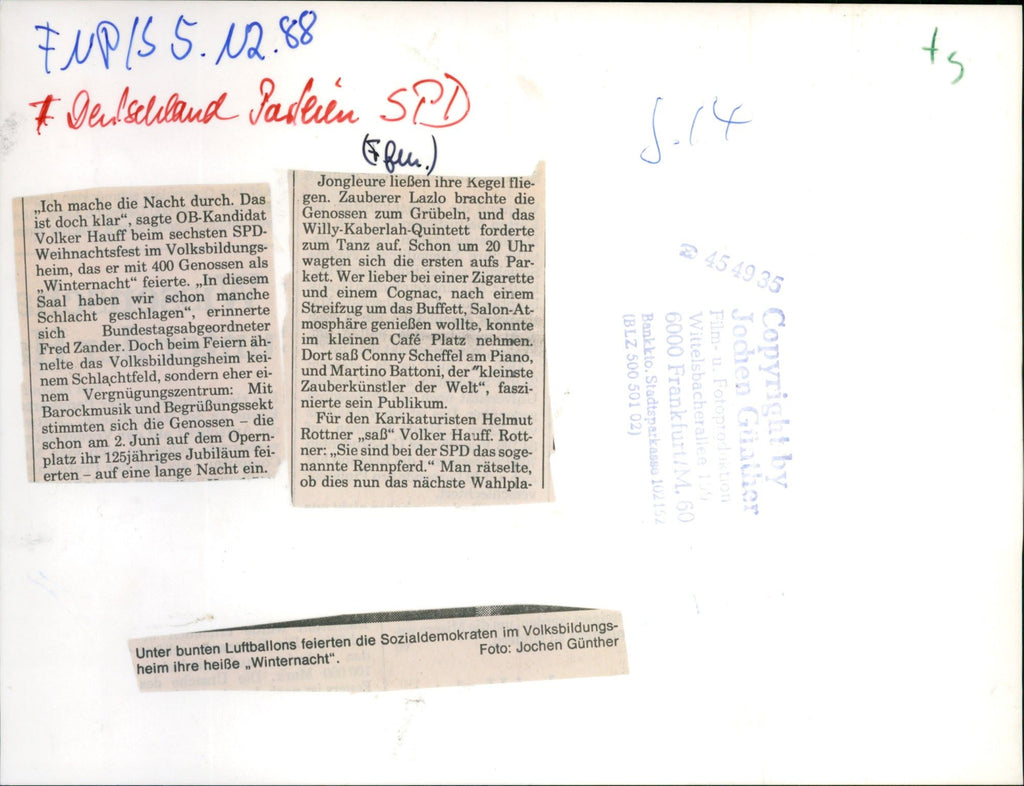 FNP/S 5.12.88
Deutschland Parteien SPD
(Ffm.)
ts
S. 14
„Ich mache die Nacht durch. Das
ist doch klar“, sagte OB-Kandidat
Volker Hauff beim sechsten SPD-
Weihnachtsfest im Volksbildungs-
heim, das er mit 400 Genossen als
„Winternacht“ feierte. „In diesem
Saal haben wir schon manche
Schlacht geschlagen“, erinnerte
sich Bundestagsabgeordneter
Fred Zander. Doch beim Feiern äh-
nelte das Volksbildungsheim kei-
nem Schlachtfeld, sondern eher ei-
nem Vergnügungszentrum: Mit
Barockmusik und Begrüßungssekt
stimmten sich die Genossen – die
schon am 2. Juni auf dem Opern-
platz ihr 125jähriges Jubiläum fei-
erten – auf eine lange Nacht ein.
Jongleure ließen ihre Kegel flie-
gen. Zauberer Lazlo brachte die
Genossen zum Grübeln, und das
Willy-Kaberlah-Quintett forderte
zum Tanz auf. Schon um 20 Uhr
wagten sich die ersten aufs Par-
kett. Wer lieber bei einer Zigarette
und einem Cognac, nach einem
Streifzug um das Buffett, Salon-At-
mosphäre genießen wollte, konnte
im kleinen Café Platz nehmen.
Dort saß Conny Scheffel am Piano,
und Martino Battoni, der "kleinste
Zauberkünstler der Welt“, faszi-
nierte sein Publikum.
Für den Karikaturisten Helmut
Rottner „saß“ Volker Hauff. Rott-
ner: „Sie sind bei der SPD das soge-
nannte Rennpferd.“ Man rätselte,
ob dies nun das nächste Wahlpla-
☎ 454935
Copyright by
Jochen Günther
Film- u. Fotoproduktion
Wittelsbacherallee
6000 Frankfurt/M. 60
Bankkto. Stadtsparkasse 102152
(BLZ 500 501 02)
Unter bunten Luftballons feierten die Sozialdemokraten im Volksbildungs-
heim ihre heiße „Winternacht“.
Foto: Jochen Günther